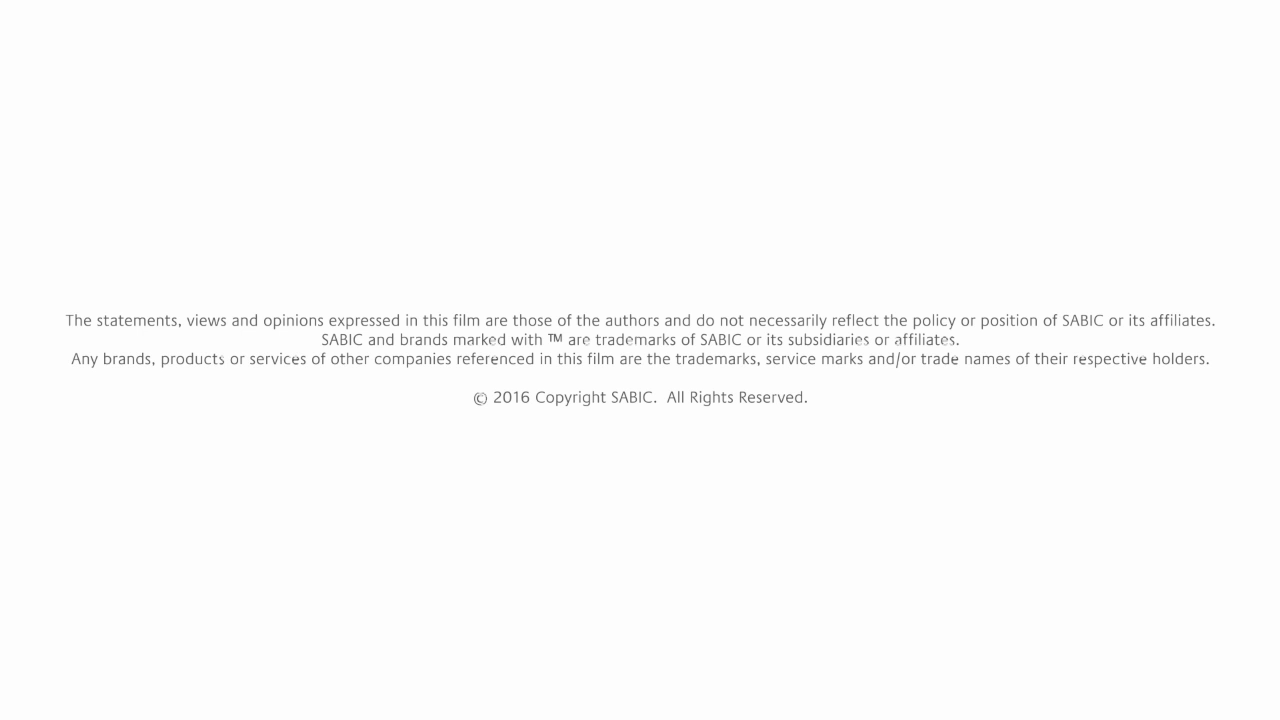 The statements, views and opinions expressed in this film are those of the authors and do not necessarily reflect the policy or position of SABIC or its affiliates.
SABIC and brands marked with ™ are trademarks of SABIC or its subsidiaries or affiliates.
Any brands, products or services of other companies referenced in this film are the trademarks, service marks and/or trade names of their respective holders.
© 2016 Copyright SABIC.  All Rights Reserved.